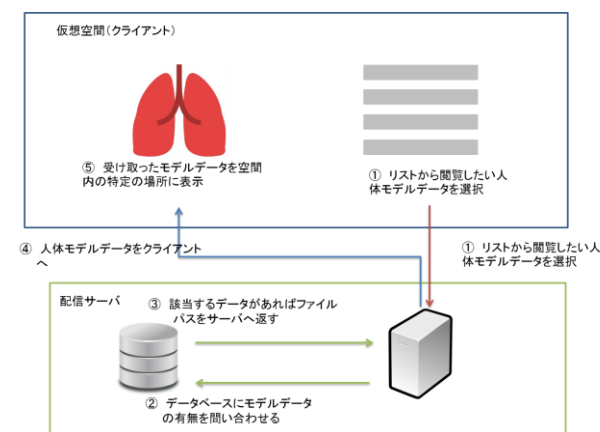 仮想空間(クライアント)
⑤ 受け取ったモデルデータを空間
内の特定の場所に表示
① リストから閲覧したい人
体モデルデータを選択
④ 人体モデルデータをクライアント
へ
① リストから閲覧したい人
体モデルデータを選択
配信サーバ
③ 該当するデータがあればファイル
パスをサーバへ返す
② データベースにモデルデータ
の有無を問い合わせる